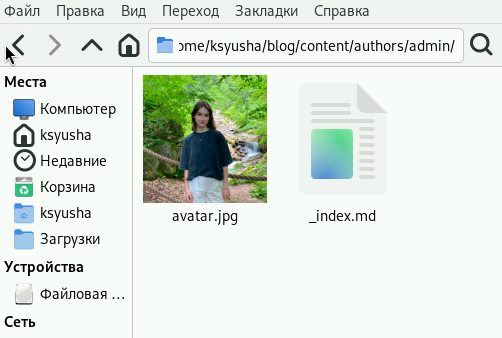 Файл Правка Вид Переход Закладки Справка
ome/ksyusha/blog/content/authors/admin/
Места
Компьютер
ksyusha
Недавние
Корзина
ksyusha
Загрузки
Устройства
Файловая ...
Сеть
avatar.jpg
_index.md